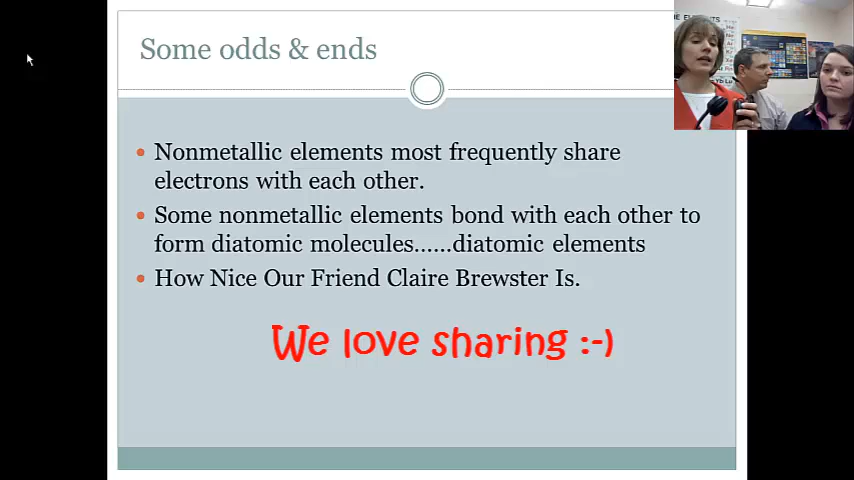 Some odds & ends
Nonmetallic elements most frequently share
electrons with each other.
Some nonmetallic elements bond with each other to
form diatomic molecules......diatomic elements
How Nice Our Friend Claire Brewster Is.
We love sharing :-)